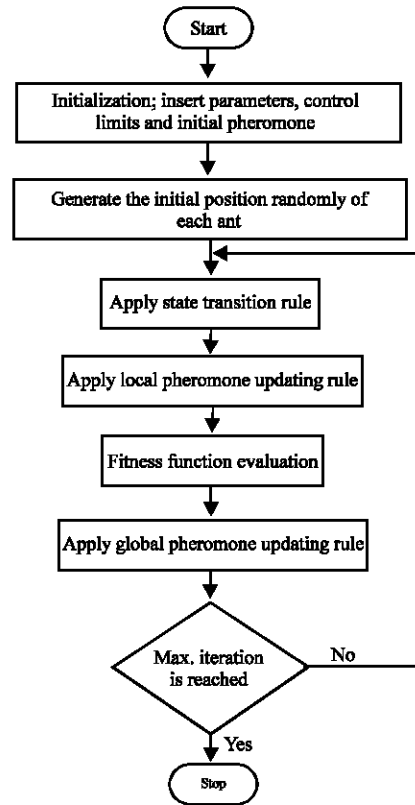 Start
Initialization; insert parameters, control
limits and initial pheromone
Generate the initial position randomly of
each ant
Apply state transition rule
Apply local pheromone updating rule
Fitness function evaluation
Apply global pheromone updating rule
Max. iteration
is reached
No
Yes
Stop